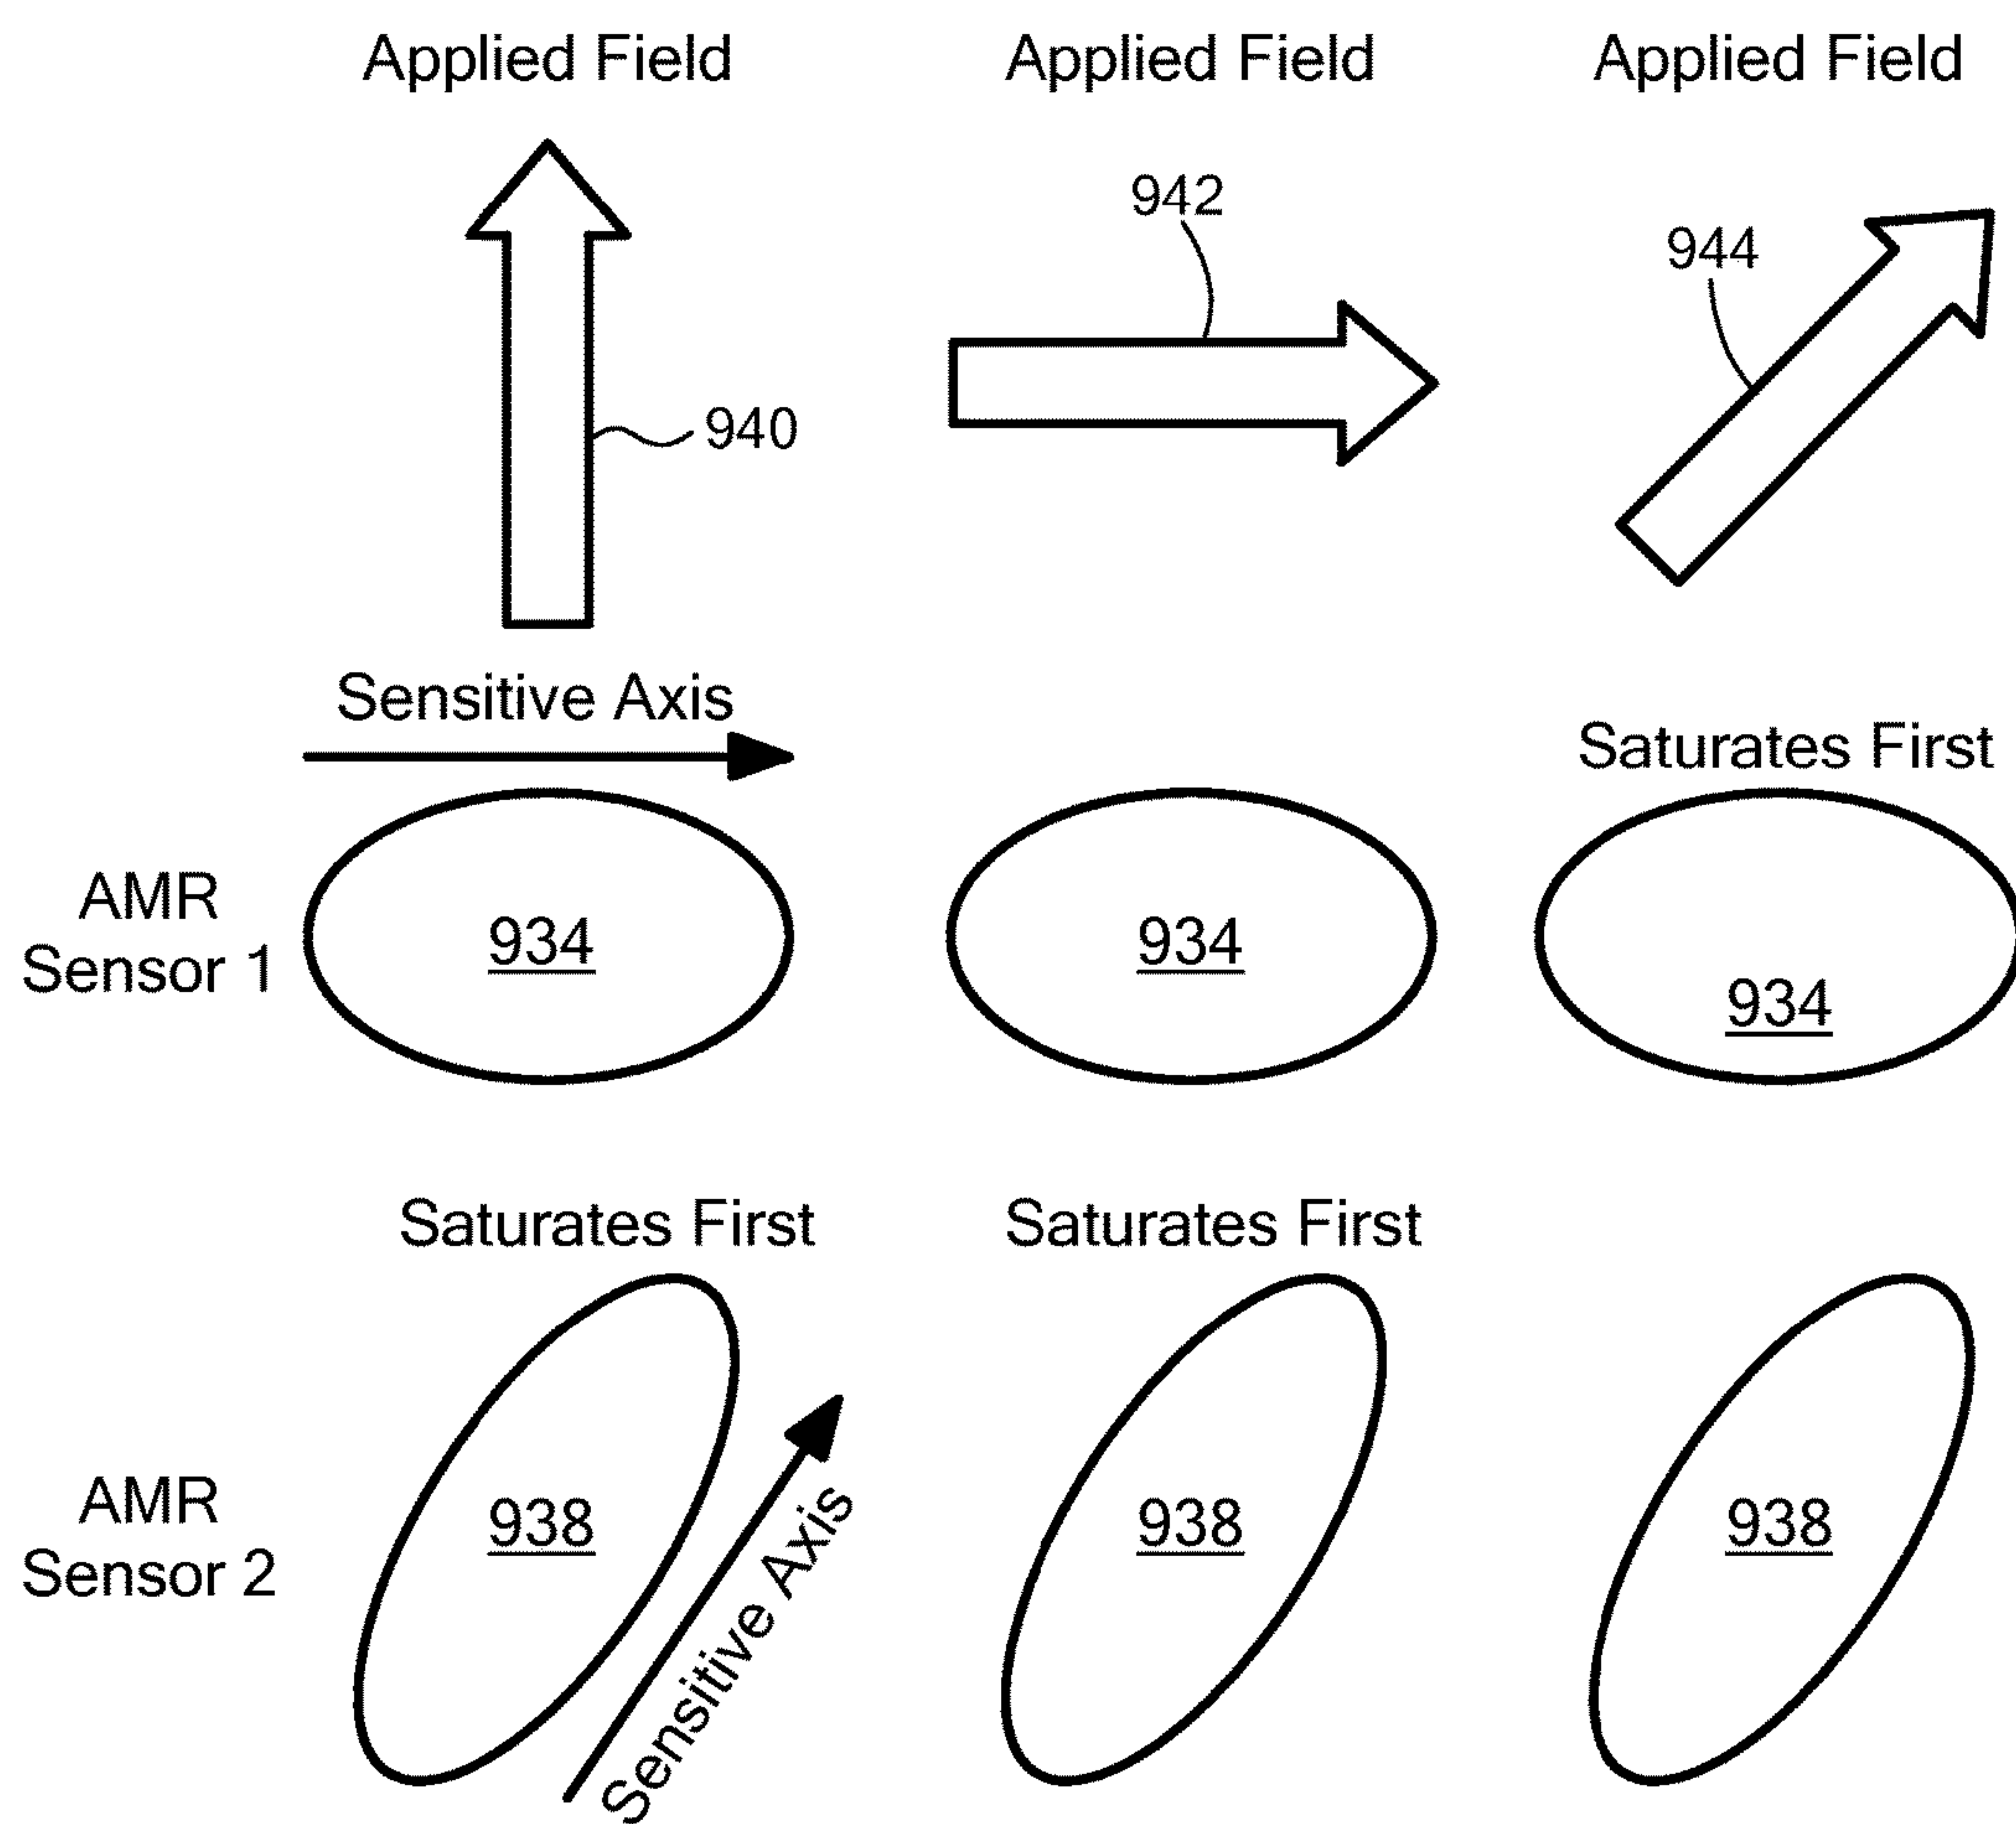 Applied Field
Applied Field
Applied Field
942
944
940
Sensitive Axis
Saturates First
AMR
Sensor 1
934
934
934
Saturates First
Saturates First
AMR
Sensor 2
938
938
938
Sensitive Axis